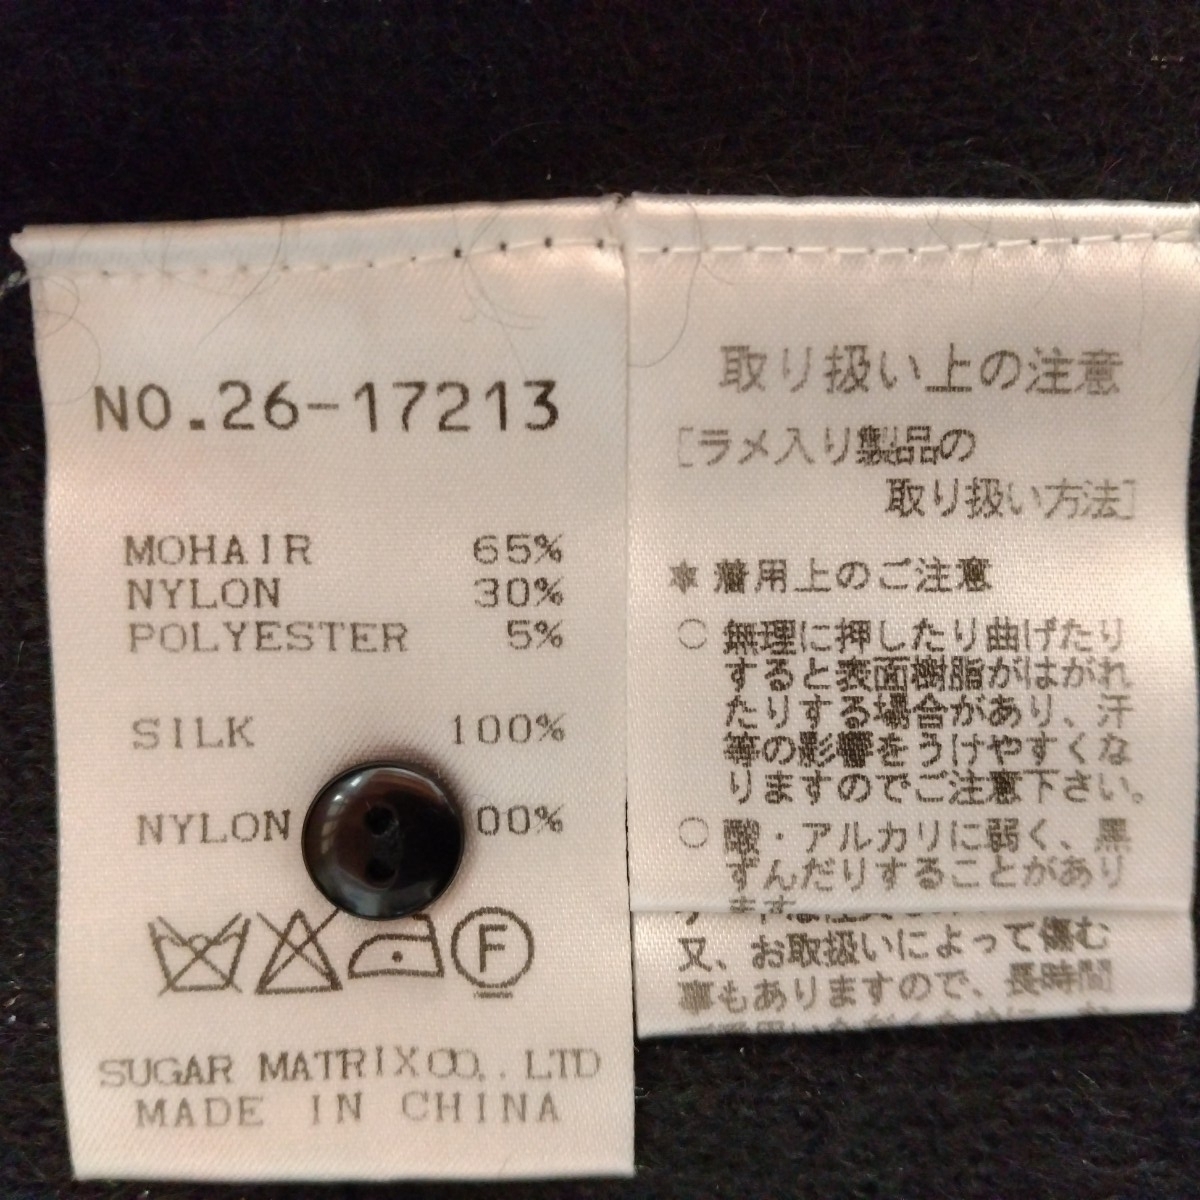 NO.26-17213
MOHAIR 65%
NYLON 30%
POLYESTER 5%
SILK 100%
NYLON 00%
F
SUGAR MATRIX CO,.LTD
MADE IN CHINA
取り扱い上の注意
[ラメ入り製品の
取り扱い方法]
*着用上のご注意
○ 無理に押したり曲げたり
すると表面樹脂がはがれ
たりする場合があり、汗
等の影響をうけやすくな
りますのでご注意下さい。
○ 酸・アルカリに弱く、黒
ずんだりすることがあり
ます
又、お取扱いによって傷む
事もありますので、長時間